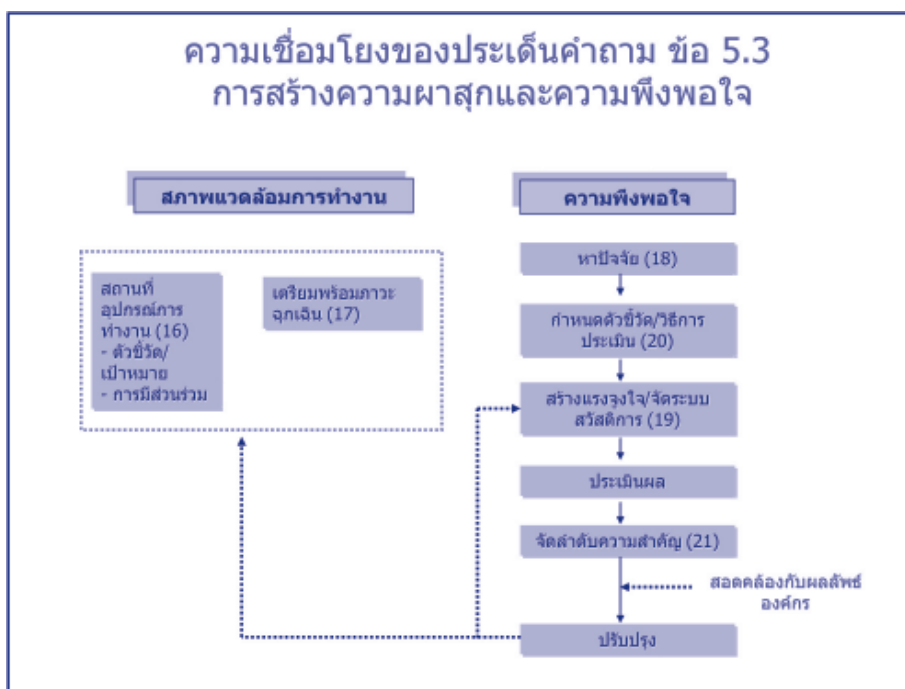 ความเชื่อมโยงของประเด็นคำถาม ข้อ 5.3
การสร้างความผาสุกและความพึงพอใจ
สภาพแวดล้อมการทำงาน
สถานที่
อุปกรณ์การ
ทำงาน (16)
- ตัวชี้วัด/
เป้าหมาย
- การมีส่วนร่วม
เตรียมพร้อมภาวะ
ฉุกเฉิน (17)
ความพึงพอใจ
หาปัจจัย (18)
กำหนดตัวชี้วัด/วิธีการ
ประเมิน (20)
สร้างแรงจูงใจ/จัดระบบ
สวัสดิการ (19)
ประเมินผล
จัดลำดับความสำคัญ (21)
สอดคล้องกับผลลัพธ์
องค์กร
ปรับปรุง